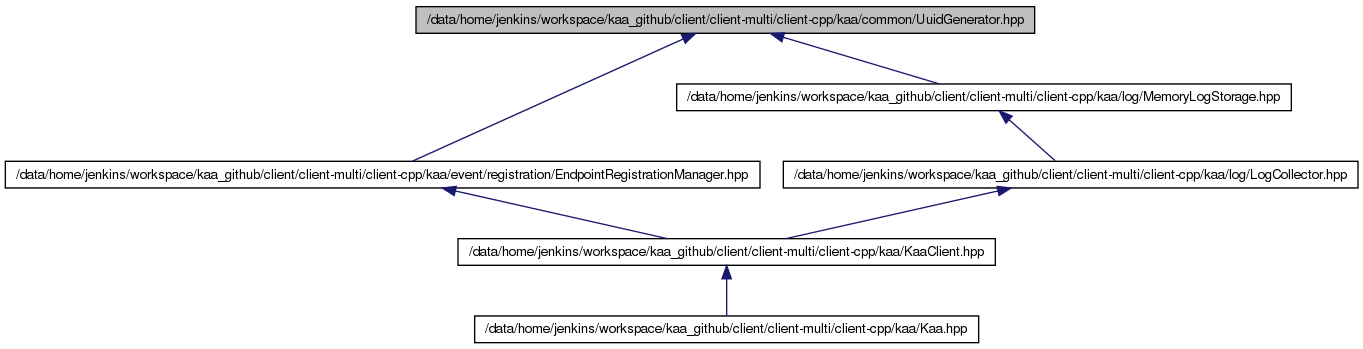 /data/home/jenkins/workspace/kaa_github/client/client-multi/client-cpp/kaa/common/UuidGenerator.hpp
/data/home/jenkins/workspace/kaa_github/client/client-multi/client-cpp/kaa/log/MemoryLogStorage.hpp
/data/home/jenkins/workspace/kaa_github/client/client-multi/client-cpp/kaa/event/registration/EndpointRegistrationManager.hpp
/data/home/jenkins/workspace/kaa_github/client/client-multi/client-cpp/kaa/log/LogCollector.hpp
/data/home/jenkins/workspace/kaa_github/client/client-multi/client-cpp/kaa/KaaClient.hpp
/data/home/jenkins/workspace/kaa_github/client/client-multi/client-cpp/kaa/Kaa.hpp